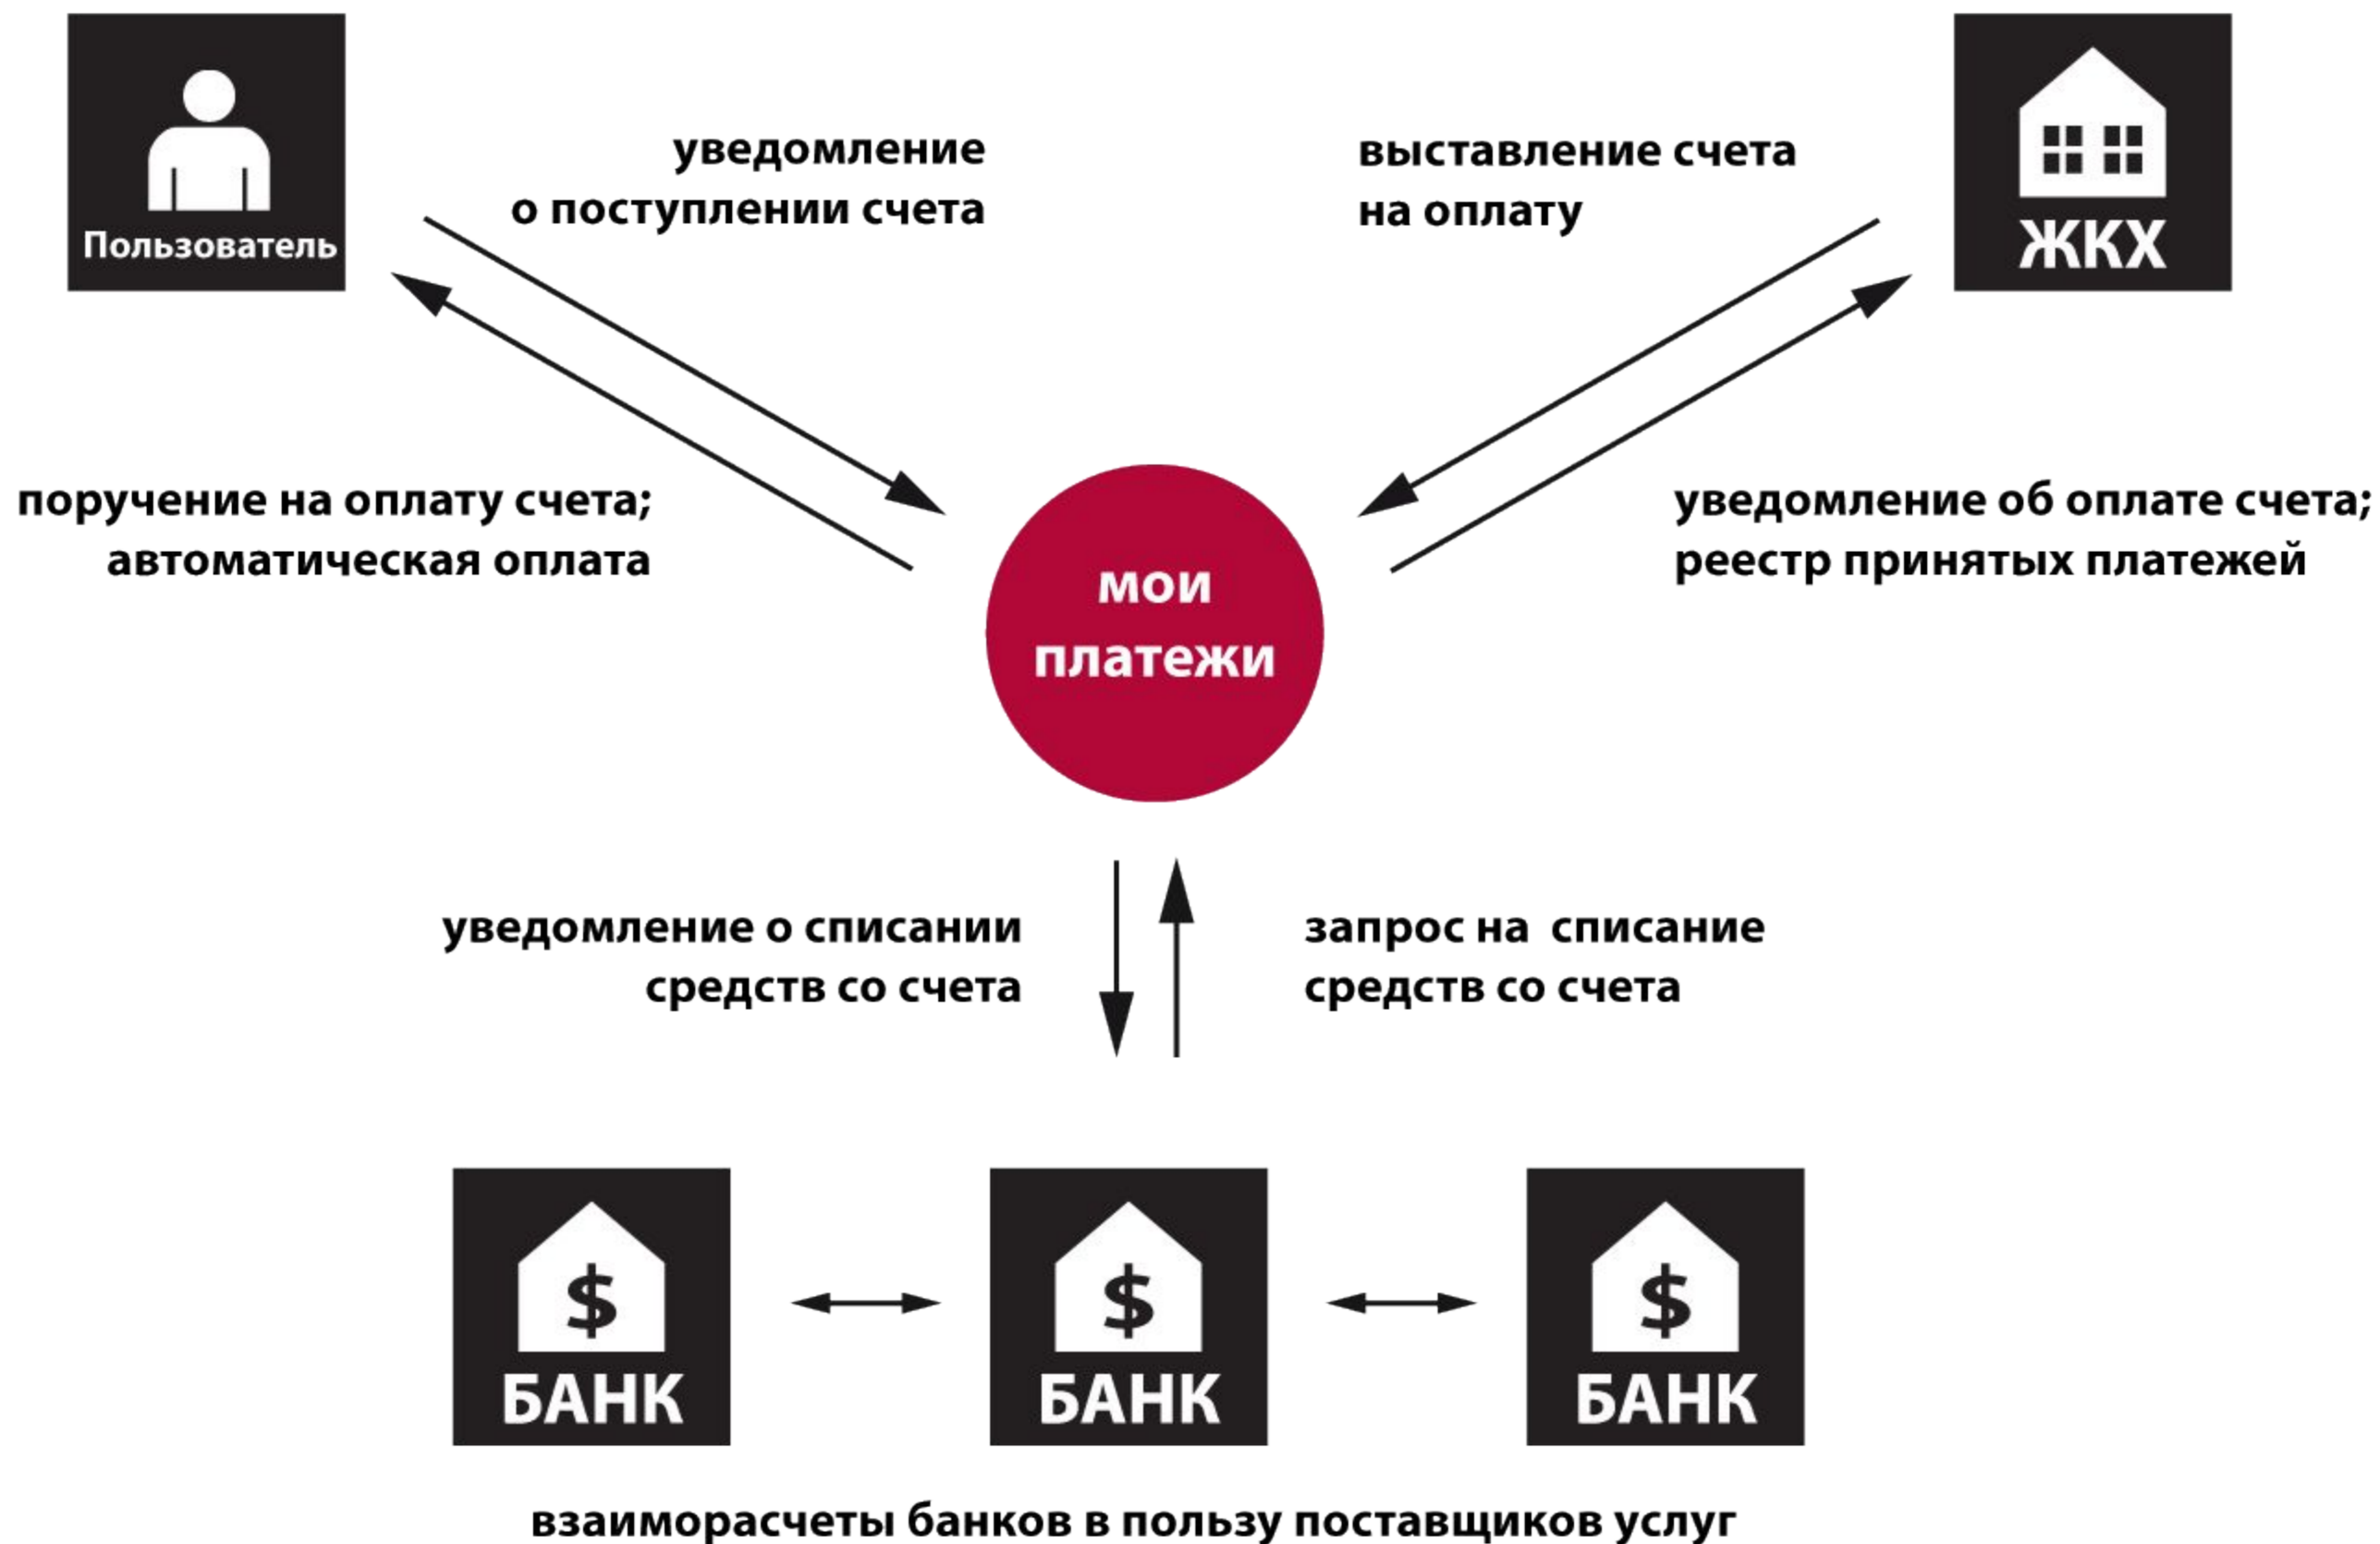 Пользователь
уведомление
о поступлении счета
выставление счета
на оплату
ЖКХ
поручение на оплату счета;
автоматическая оплата
мои
платежи
уведомление об оплате счета;
реестр принятых платежей
уведомление о списании
средств со счета
запрос на списание
средств со счета
$
БАНК
$
БАНК
$
БАНК
взаиморасчеты банков в пользу поставщиков услуг